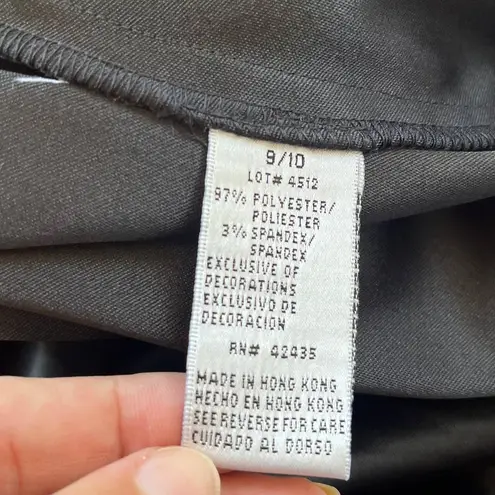 9/10
LOT# 4512
97% POLYESTER/
POLIESTER
3% SPANDEX/
SPANDEX
EXCLUSIVE OF
DECORATIONS
EXCLUSIVO DE
DECORACION
RN# 42435
MADE IN HONG KONG
HECHO EN HONG KONG
SEE REVERSE FOR CARE
CUIDADO AL DORSO